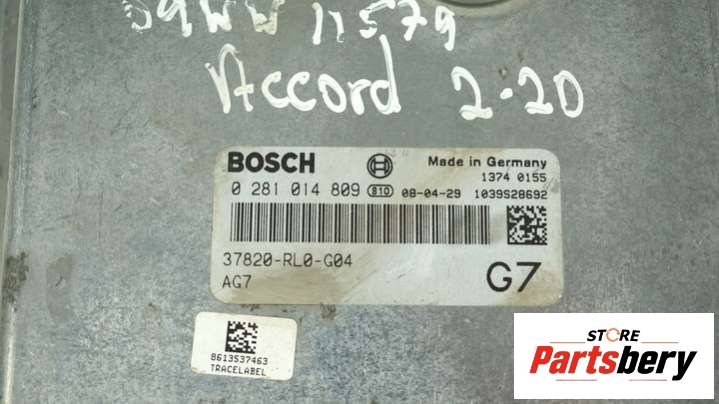 09WW11579
Accord 2-20
BOSCH Made in Germany
1374 0155
0 281 014 809 810 08-04-29 1039S28692
37820-RL0-G04
AG7 G7
8613537463
TRACELABEL
STORE
Partsbery